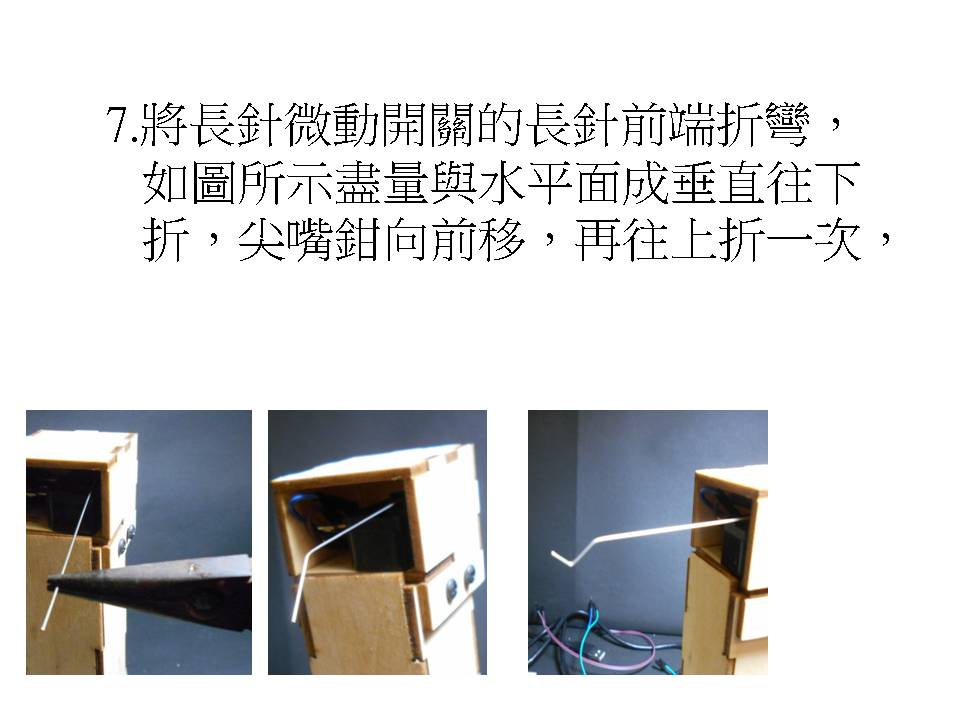 7.將長針微動開關的長針前端折彎，
如圖所示盡量與水平面成垂直往下
折，尖嘴鉗向前移，再往上折一次，